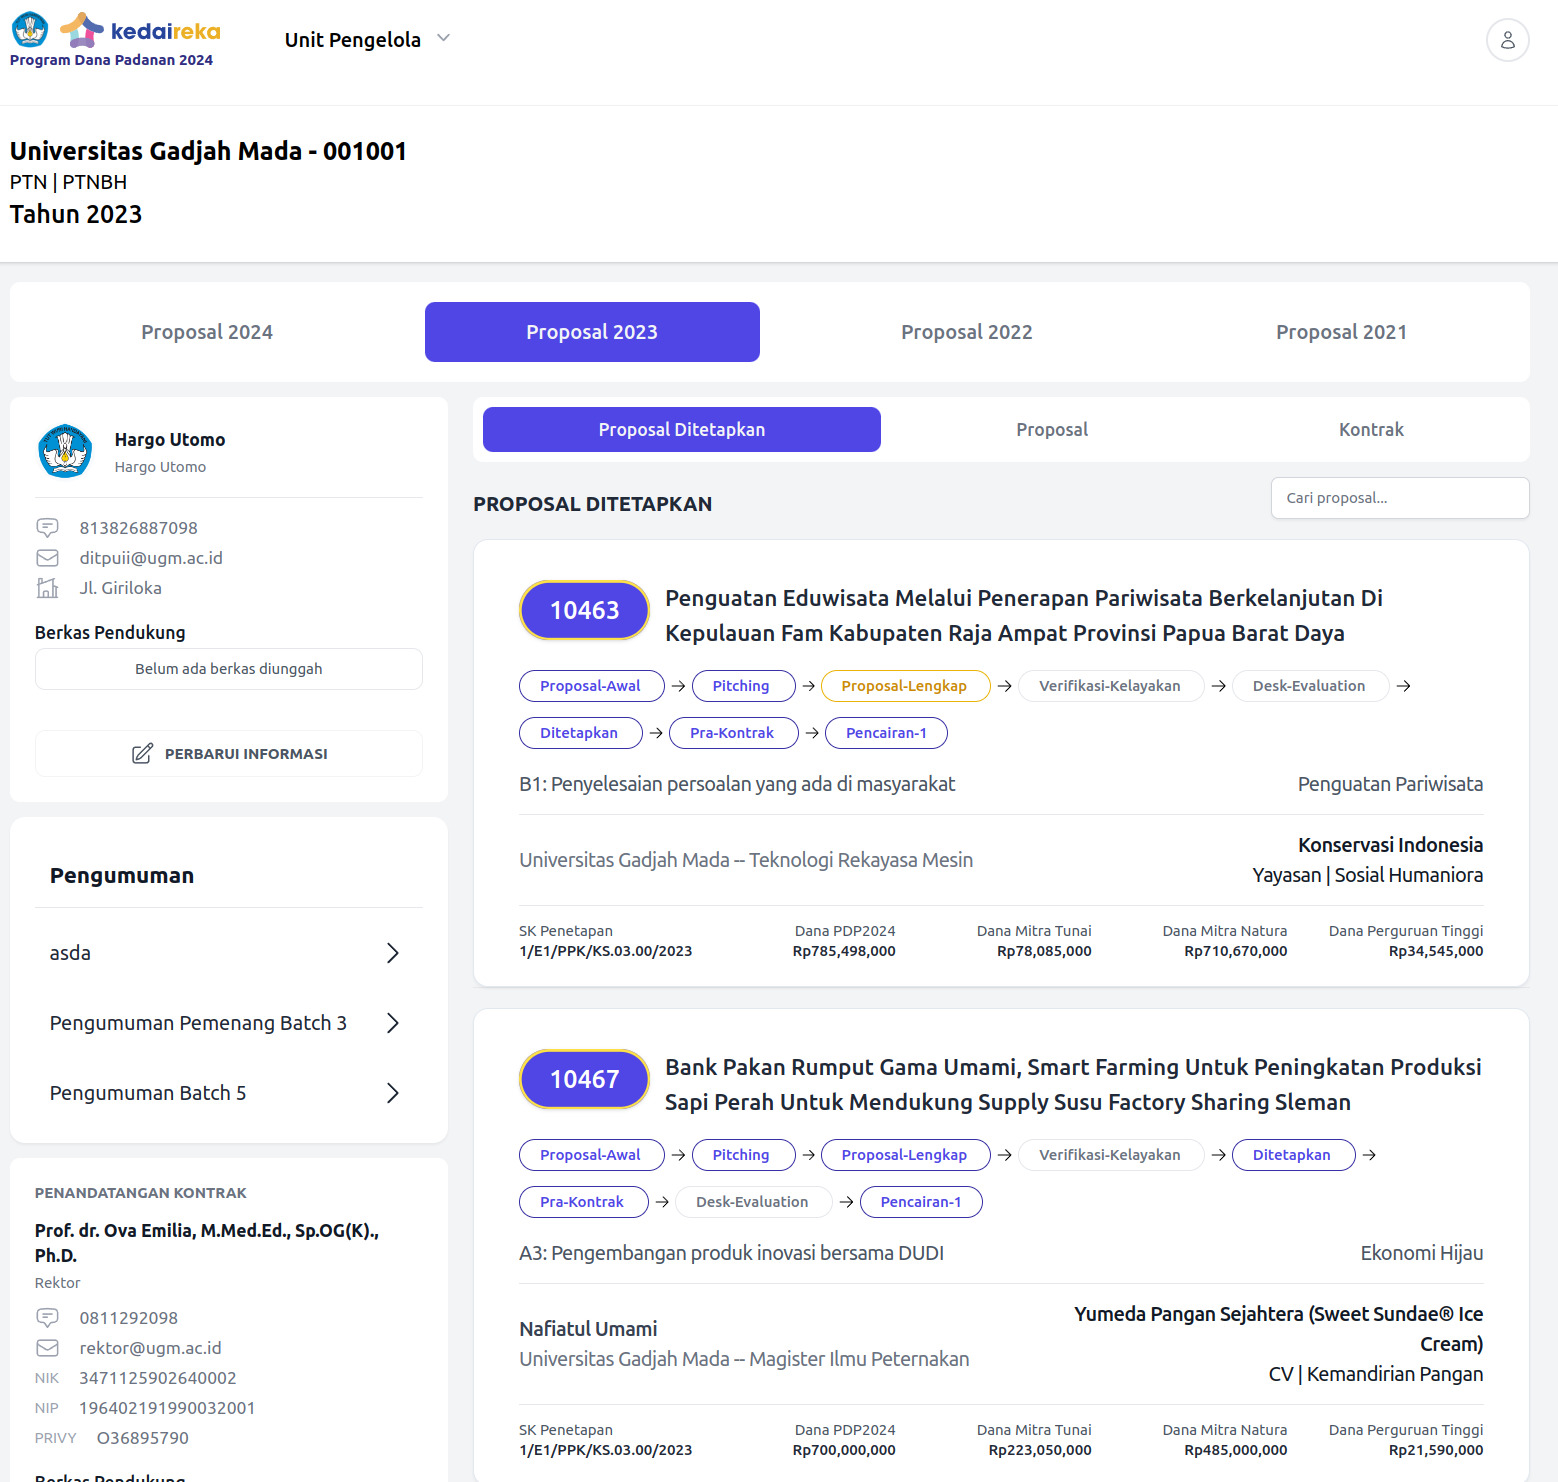 kedaireka
Program Dana Padanan 2024
Unit Pengelola
Universitas Gadjah Mada - 001001
PTN | PTNBH
Tahun 2023
Proposal 2024
Proposal 2023
Proposal 2022
Proposal 2021
Hargo Utomo
Hargo Utomo
813826887098
ditpuii@ugm.ac.id
Jl. Giriloka
Berkas Pendukung
Belum ada berkas diunggah
PERBARUI INFORMASI
Pengumuman
asda
Pengumuman Pemenang Batch 3
Pengumuman Batch 5
PENANDATANGAN KONTRAK
Prof. dr. Ova Emilia, M.Med.Ed., Sp.OG(K).,
Ph.D.
Rektor
0811292098
rektor@ugm.ac.id
NIK 3471125902640002
NIP 196402191990032001
PRIVY O36895790
Berkas Pendukung
Proposal Ditetapkan
Proposal
Kontrak
PROPOSAL DITETAPKAN
Cari proposal...
10463
Penguatan Eduwisata Melalui Penerapan Pariwisata Berkelanjutan Di
Kepulauan Fam Kabupaten Raja Ampat Provinsi Papua Barat Daya
Proposal-Awal → Pitching → Proposal-Lengkap → Verifikasi-Kelayakan → Desk-Evaluation →
Ditetapkan → Pra-Kontrak → Pencairan-1
B1: Penyelesaian persoalan yang ada di masyarakat
Penguatan Pariwisata
Universitas Gadjah Mada -- Teknologi Rekayasa Mesin
Konservasi Indonesia
Yayasan | Sosial Humaniora
SK Penetapan
1/E1/PPK/KS.03.00/2023
Dana PDP2024
Rp785,498,000
Dana Mitra Tunai
Rp78,085,000
Dana Mitra Natura
Rp710,670,000
Dana Perguruan Tinggi
Rp34,545,000
10467
Bank Pakan Rumput Gama Umami, Smart Farming Untuk Peningkatan Produksi
Sapi Perah Untuk Mendukung Supply Susu Factory Sharing Sleman
Proposal-Awal → Pitching → Proposal-Lengkap → Verifikasi-Kelayakan → Ditetapkan →
Pra-Kontrak → Desk-Evaluation → Pencairan-1
A3: Pengembangan produk inovasi bersama DUDI
Ekonomi Hijau
Nafiatul Umami
Universitas Gadjah Mada -- Magister Ilmu Peternakan
Yumeda Pangan Sejahtera (Sweet Sundae® Ice
Cream)
CV | Kemandirian Pangan
SK Penetapan
1/E1/PPK/KS.03.00/2023
Dana PDP2024
Rp700,000,000
Dana Mitra Tunai
Rp223,050,000
Dana Mitra Natura
Rp485,000,000
Dana Perguruan Tinggi
Rp21,590,000